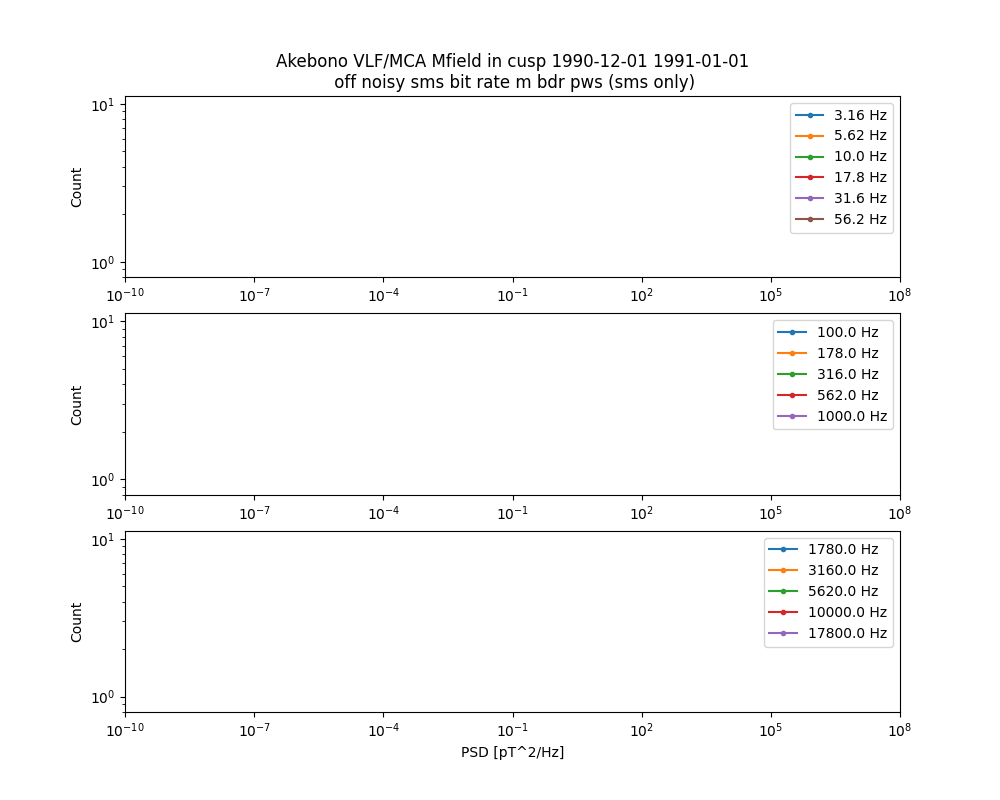 Akebono VLF/MCA Mfield in cusp 1990-12-01 1991-01-01
off noisy sms bit rate m bdr pws (sms only)
10^1
10^0
Count
3.16 Hz
5.62 Hz
10.0 Hz
17.8 Hz
31.6 Hz
56.2 Hz
10^-10 10^-7 10^-4 10^-1 10^2 10^5 10^8
10^1
10^0
Count
100.0 Hz
178.0 Hz
316.0 Hz
562.0 Hz
1000.0 Hz
10^-10 10^-7 10^-4 10^-1 10^2 10^5 10^8
10^1
10^0
Count
1780.0 Hz
3160.0 Hz
5620.0 Hz
10000.0 Hz
17800.0 Hz
10^-10 10^-7 10^-4 10^-1 10^2 10^5 10^8
PSD [pT^2/Hz]